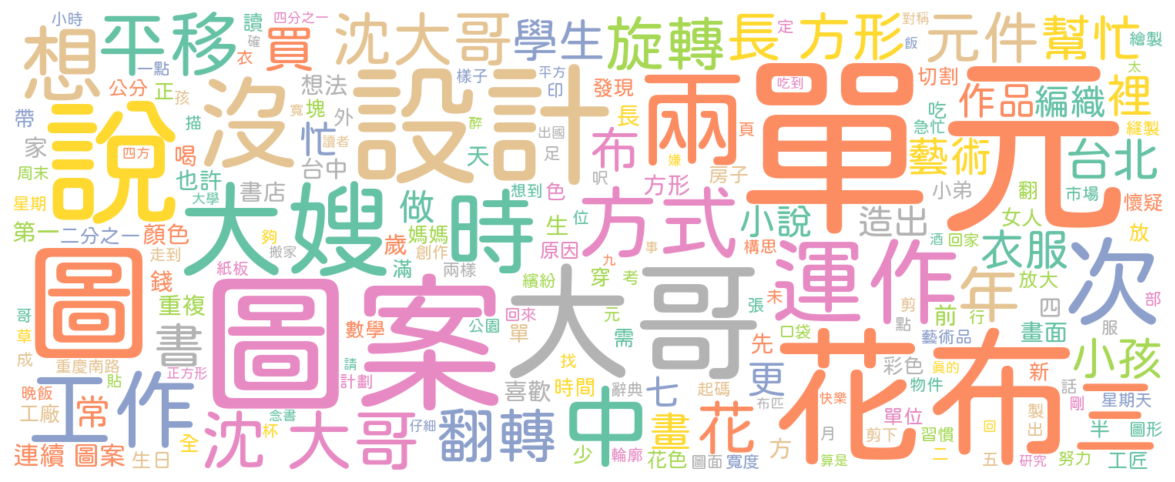 小時
四分之一
讀
買
沈大哥
學生
旋轉
長方形
定
對稱
飯
元件
幫忙
繪製
想
平移
一點
確
衣
公分
正
孩
沒
想法
塊
外
樣子
設計
平方
印
發現
兩
吃到
單元
切割
作品
編織
太
裡
帶
說
四方
喝
描
寬
忙
讀者
醉
出國
布
長
嫌
頁
吃
急忙
藝術
縫製
台北
家
周末
也許
台中
天
足
呎
房子
方形
小弟
翻
市場
懷疑
星期
大學
書店
大嫂
時
想到
色
方式
女人
第一
二分之一
顏色
歲
做
媽媽
創作
生
位
原因
小說
構思
造出
酒
回家
衣服
放
次
走到
夠
搬家
圖
錢
紙板
滿
兩樣
繽紛
穿
九
考
事
運作
年
放大
部
哥
重複
書
圖案
大哥
回來
元
張
未
剪
點
前
行
四
服
草
成
數學
公園
單
需
口袋
先
藝術品
畫面
小孩
重慶南路
正方形
請
計劃
找
彩色
眞的
新
話
剛
晚飯
工作
貼
常
喜歡
時間
七
更
起碼
花布
快樂
物件
三
星期天
工廠
念書
杯
仔細
辭典
中
畫
花
布匹
單位
製出
半
圖形
連續圖案
生日
全
沈大哥
翻轉
少
輪廓
花色
圖面
寬度
方
月
算是
剪下
習慣
二
回
五
研究
努力
工匠